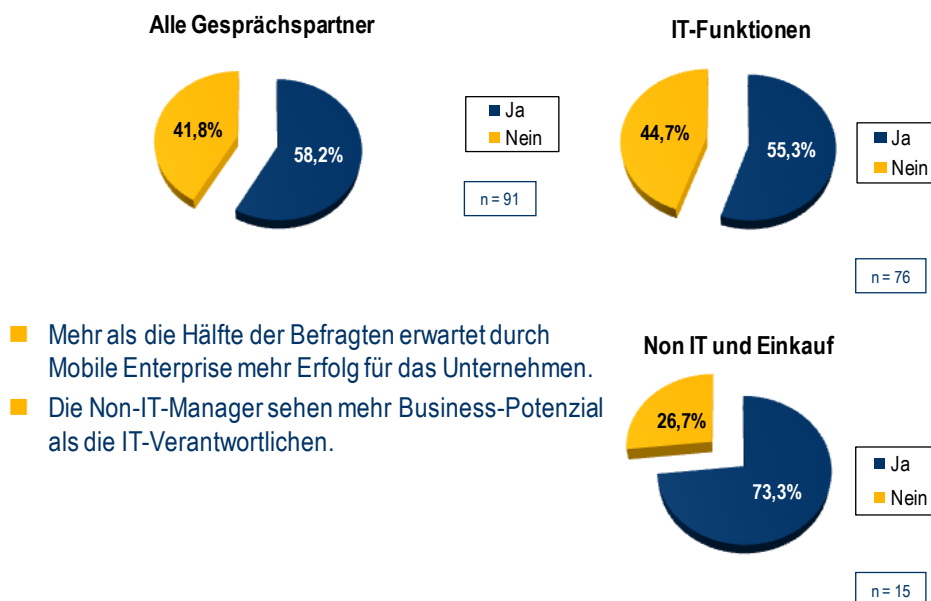 Alle Gesprächspartner
41,8%
58,2%
Ja
Nein
n = 91
IT-Funktionen
44,7%
55,3%
Ja
Nein
n = 76
Mehr als die Hälfte der Befragten erwartet durch
Mobile Enterprise mehr Erfolg für das Unternehmen.
Die Non-IT-Manager sehen mehr Business-Potenzial
als die IT-Verantwortlichen.
Non IT und Einkauf
26,7%
73,3%
Ja
Nein
n = 15